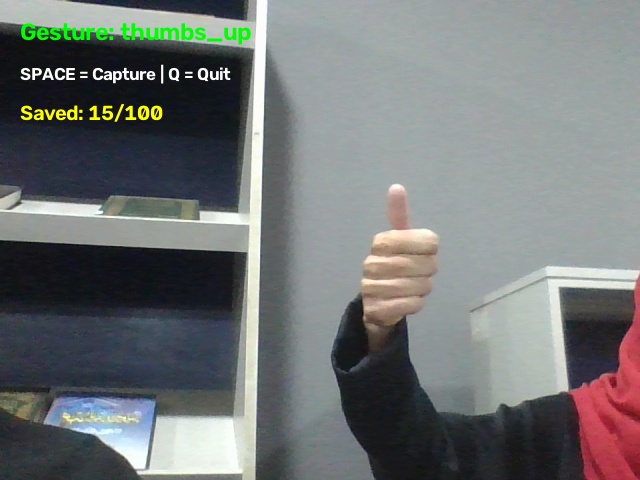 Gesture: thumbs_up
SPACE = Capture | Q = Quit
Saved: 15/100